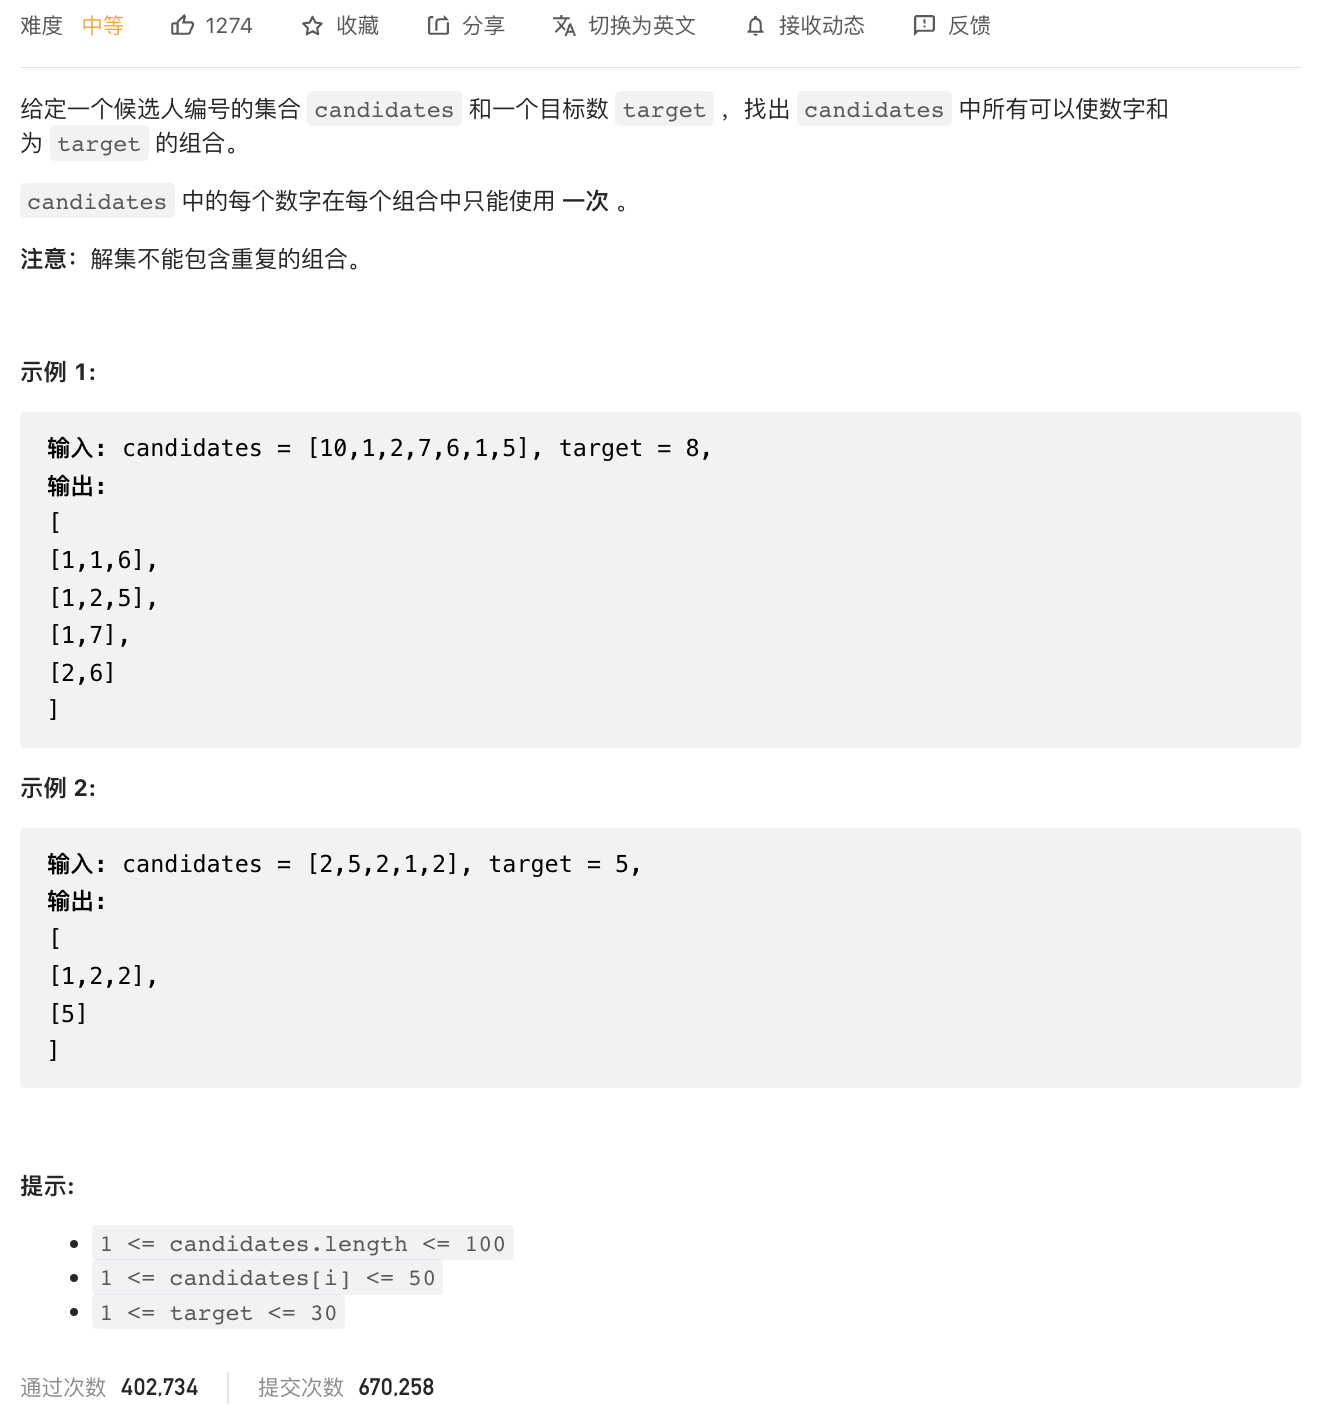 难度 中等 1274 收藏 分享 切换为英文 接收动态 反馈
给定一个候选人编号的集合 candidates 和一个目标数 target ，找出 candidates 中所有可以使数字和
为 target 的组合。
candidates 中的每个数字在每个组合中只能使用 一次 。
注意：解集不能包含重复的组合。
示例 1:
输入: candidates = [10,1,2,7,6,1,5], target = 8,
输出:
[
[1,1,6],
[1,2,5],
[1,7],
[2,6]
]
示例 2:
输入: candidates = [2,5,2,1,2], target = 5,
输出:
[
[1,2,2],
[5]
]
提示:
1 <= candidates.length <= 100
1 <= candidates[i] <= 50
1 <= target <= 30
通过次数 402,734 提交次数 670,258